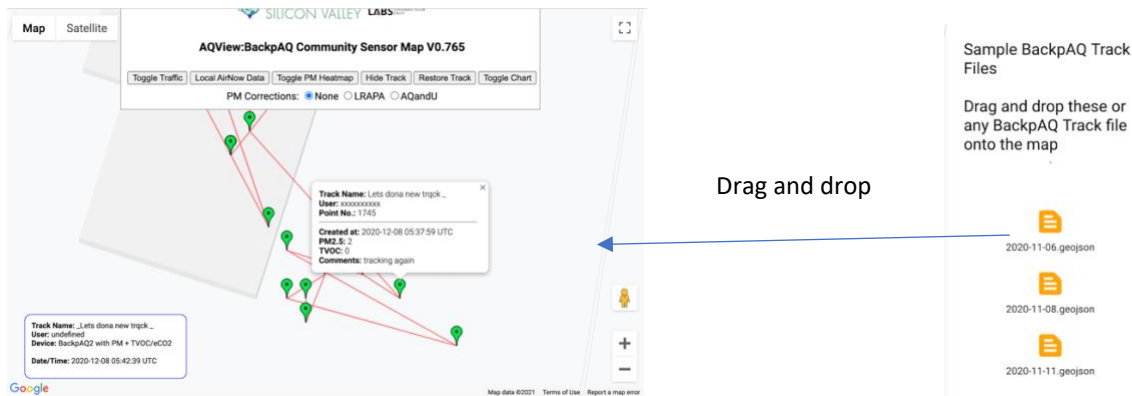 Map Satellite
SILICON VALLEY LABS
AQView:BackpAQ Community Sensor Map V0.765
Toggle Traffic Local AirNow Data Toggle PM Heatmap Hide Track Restore Track Toggle Chart
PM Corrections: None LRAPA AQandU
Track Name: Lets dona new trqck _
User: xxxxxxxxxx
Point No.: 1745
Created at: 2020-12-08 05:37:59 UTC
PM2.5: 2
TVOC: 0
Comments: tracking again
Track Name: _Lets dona new trqck _
User: undefined
Device: BackpAQ2 with PM + TVOC/eCO2
Date/Time: 2020-12-08 05:42:39 UTC
Google
Map data ©2021 Terms of Use Report a map error
Drag and drop
Sample BackpAQ Track
Files
Drag and drop these or
any BackpAQ Track file
onto the map
2020-11-06.geojson
2020-11-08.geojson
2020-11-11.geojson